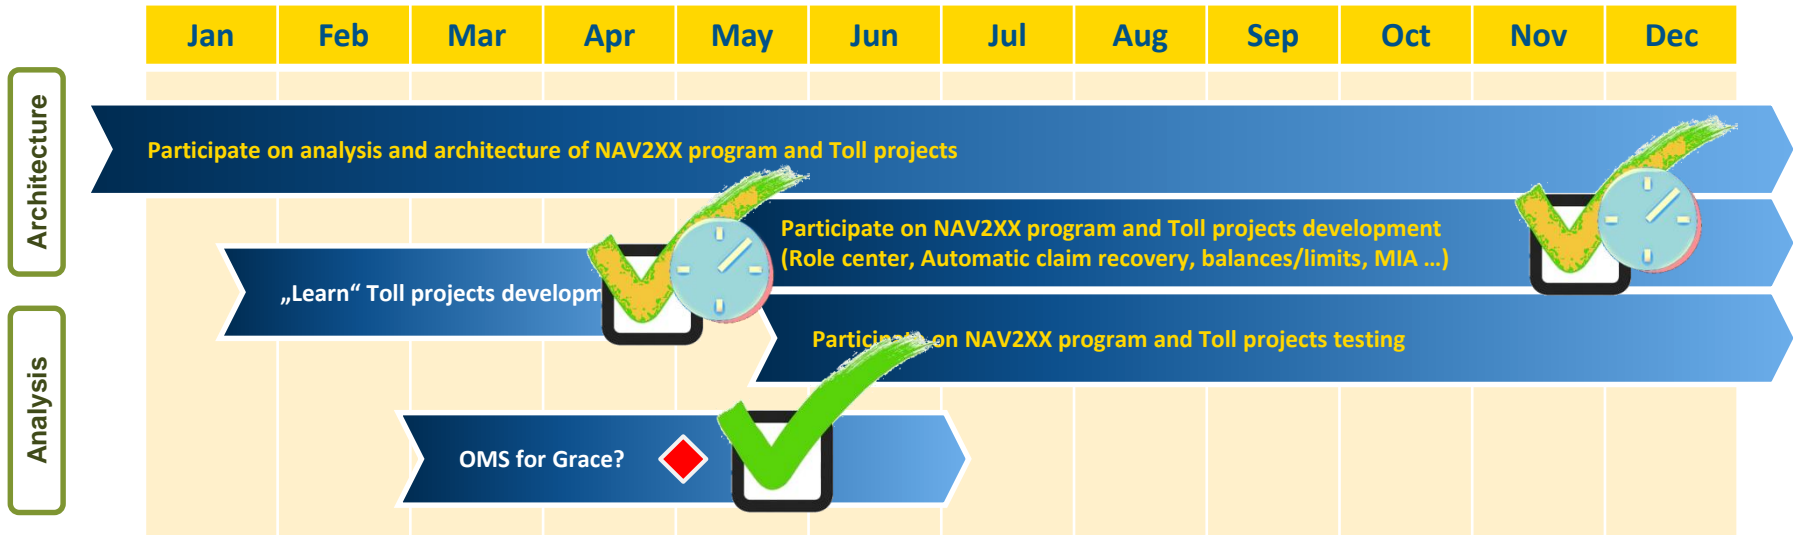 Jan Feb Mar Apr May Jun Jul Aug Sep Oct Nov Dec
Architecture
Participate on analysis and architecture of NAV2XX program and Toll projects
Participate on NAV2XX program and Toll projects development
(Role center, Automatic claim recovery, balances/limits, MIA …)
„Learn“ Toll projects developm
Participate on NAV2XX program and Toll projects testing
Analysis
OMS for Grace?